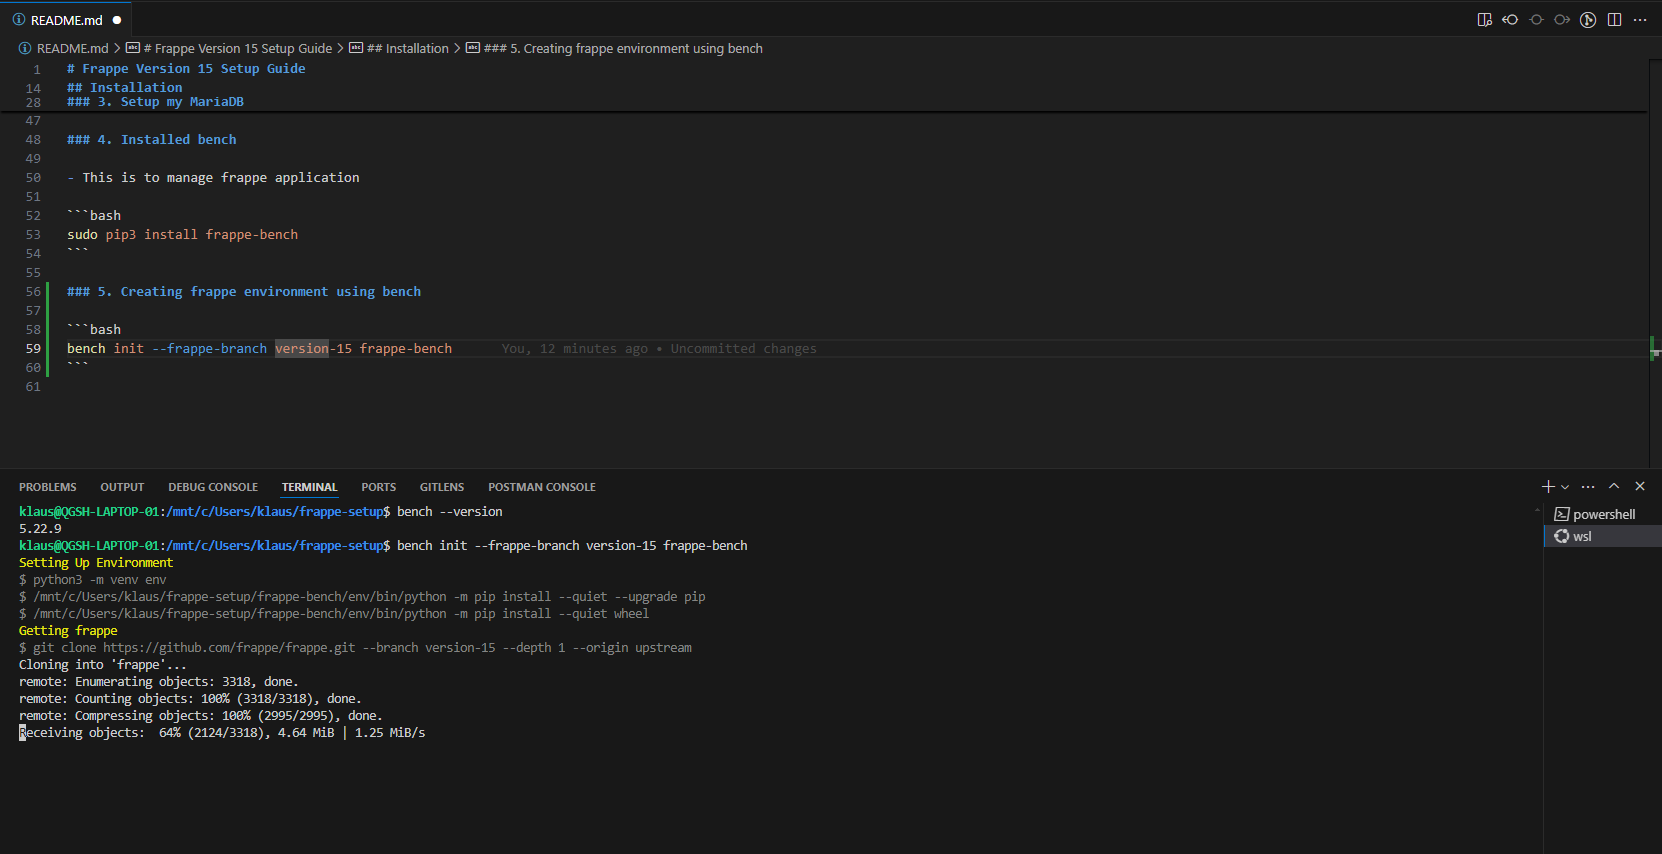 README.md
README.md > # Frappe Version 15 Setup Guide > ## Installation > ### 5. Creating frappe environment using bench
1 # Frappe Version 15 Setup Guide
14 ## Installation
28 ### 3. Setup my MariaDB
47
48 ### 4. Installed bench
49
50 - This is to manage frappe application
51
52 ```bash
53 sudo pip3 install frappe-bench
54 ```
55
56 ### 5. Creating frappe environment using bench
57
58 ```bash
59 bench init --frappe-branch version-15 frappe-bench You, 12 minutes ago • Uncommitted changes
60 ```
61
PROBLEMS OUTPUT DEBUG CONSOLE TERMINAL PORTS GITLENS POSTMAN CONSOLE
klaus@QGSH-LAPTOP-01:/mnt/c/Users/klaus/frappe-setup$ bench --version
5.22.9
klaus@QGSH-LAPTOP-01:/mnt/c/Users/klaus/frappe-setup$ bench init --frappe-branch version-15 frappe-bench
Setting Up Environment
$ python3 -m venv env
$ /mnt/c/Users/klaus/frappe-setup/frappe-bench/env/bin/python -m pip install --quiet --upgrade pip
$ /mnt/c/Users/klaus/frappe-setup/frappe-bench/env/bin/python -m pip install --quiet wheel
Getting frappe
$ git clone https://github.com/frappe/frappe.git --branch version-15 --depth 1 --origin upstream
Cloning into 'frappe'...
remote: Enumerating objects: 3318, done.
remote: Counting objects: 100% (3318/3318), done.
remote: Compressing objects: 100% (2995/2995), done.
Receiving objects:  64% (2124/3318), 4.64 MiB | 1.25 MiB/s
powershell
wsl